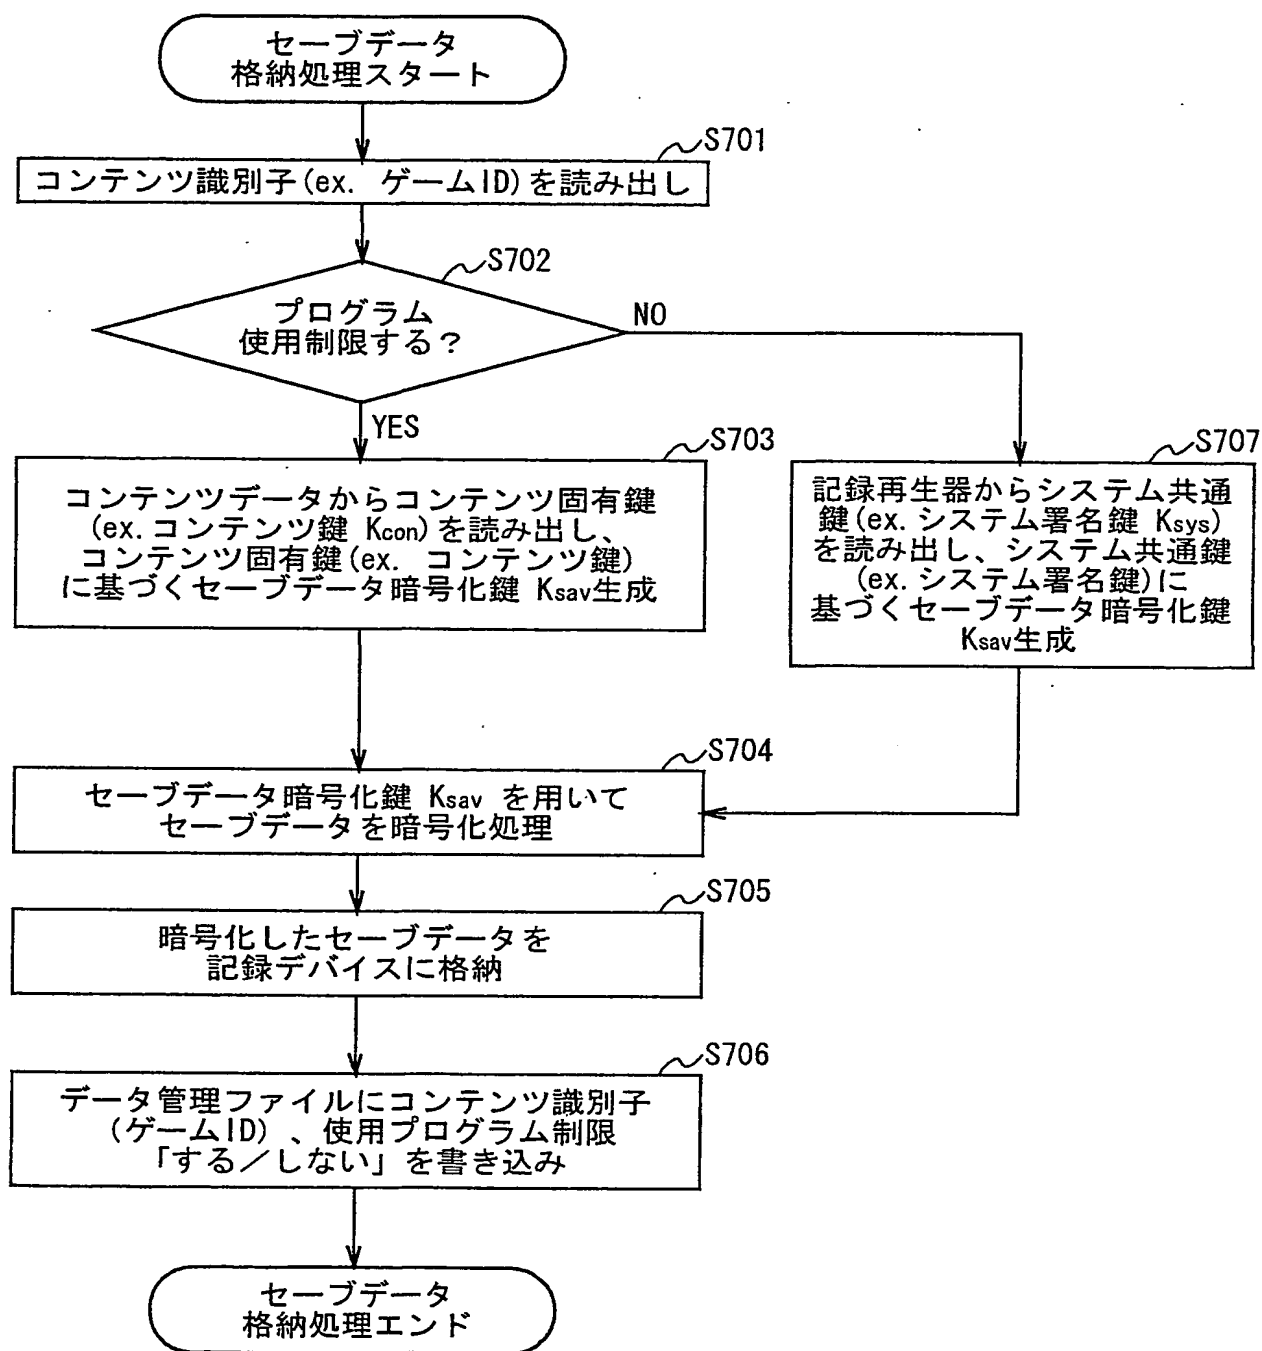 セーブデータ
格納処理スタート
S701
コンテンツ識別子(ex. ゲームID)を読み出し
S702
プログラム
使用制限する?
NO
YES
S703
コンテンツデータからコンテンツ固有鍵
(ex.コンテンツ鍵 Kcon)を読み出し、
コンテンツ固有鍵(ex. コンテンツ鍵)
に基づくセーブデータ暗号化鍵 Ksav生成
S707
記録再生器からシステム共通
鍵(ex.システム署名鍵 Ksys)
を読み出し、システム共通鍵
(ex.システム署名鍵)に
基づくセーブデータ暗号化鍵
Ksav生成
S704
セーブデータ暗号化鍵 Ksav を用いて
セーブデータを暗号化処理
S705
暗号化したセーブデータを
記録デバイスに格納
S706
データ管理ファイルにコンテンツ識別子
(ゲームID)、使用プログラム制限
「する/しない」を書き込み
セーブデータ
格納処理エンド